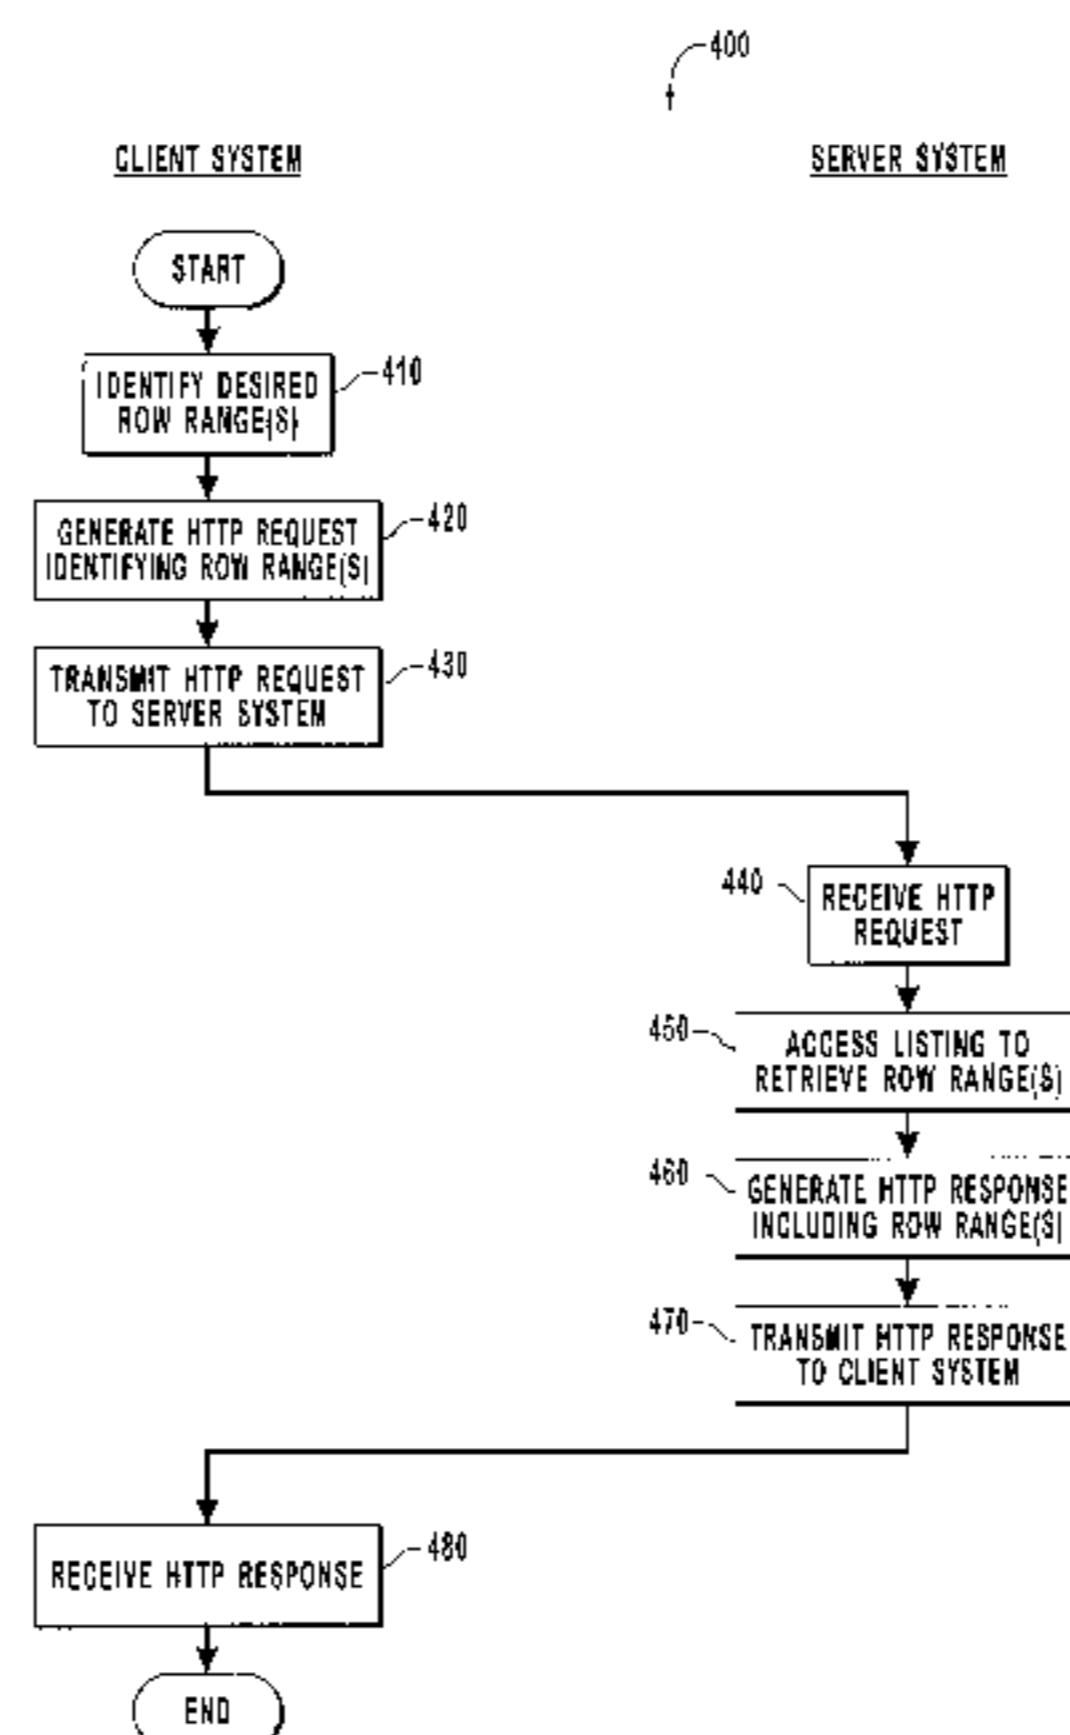 400
CLIENT SYSTEM
SERVER SYSTEM
START
IDENTIFY DESIRED
ROW RANGE(S)
410
GENERATE HTTP REQUEST
IDENTIFYING ROW RANGE(S)
420
TRANSMIT HTTP REQUEST
TO SERVER SYSTEM
430
440
RECEIVE HTTP
REQUEST
450
ACCESS LISTING TO
RETRIEVE ROW RANGE(S)
460
GENERATE HTTP RESPONSE
INCLUDING ROW RANGE(S)
470
TRANSMIT HTTP RESPONSE
TO CLIENT SYSTEM
RECEIVE HTTP RESPONSE
480
END